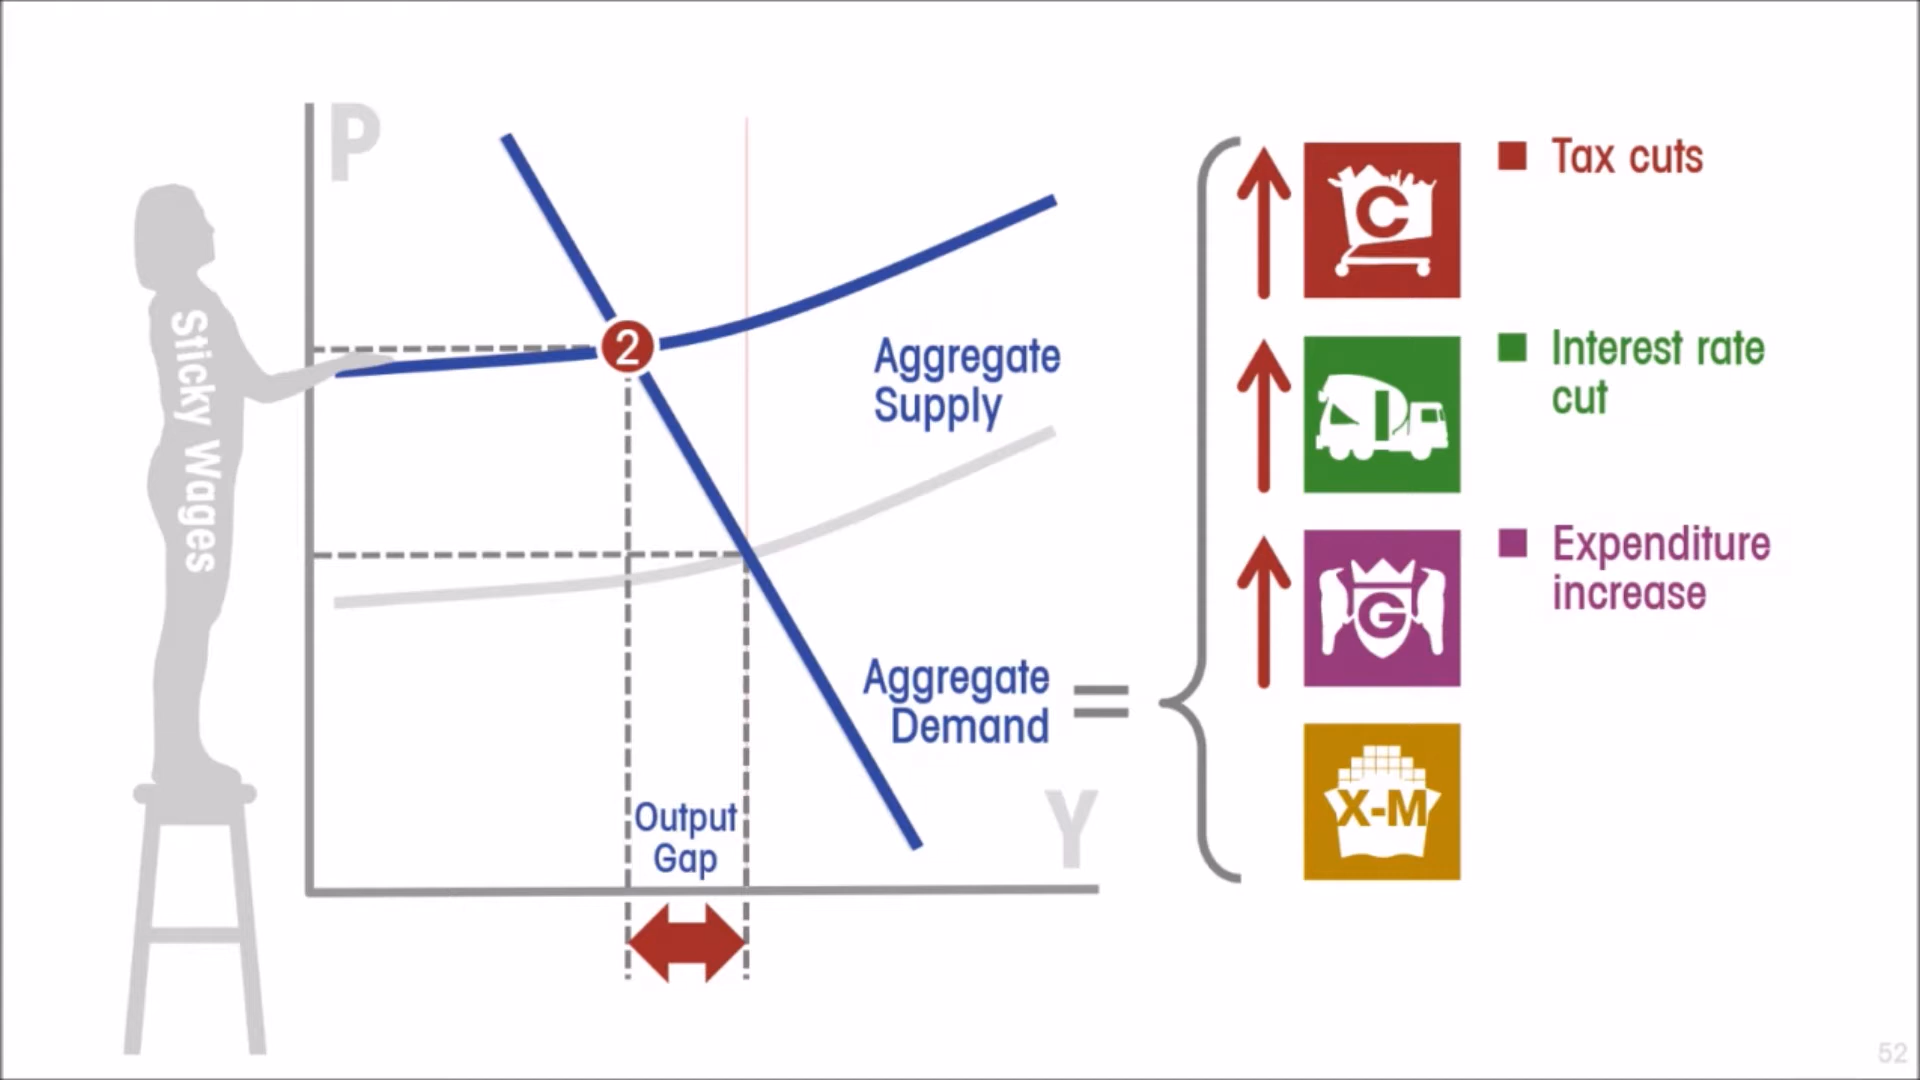 P
Sticky Wages
2
Aggregate
Supply
Aggregate
Demand
=
Output
Gap
Y
C
Tax cuts
I
Interest rate
cut
G
Expenditure
increase
X-M
52